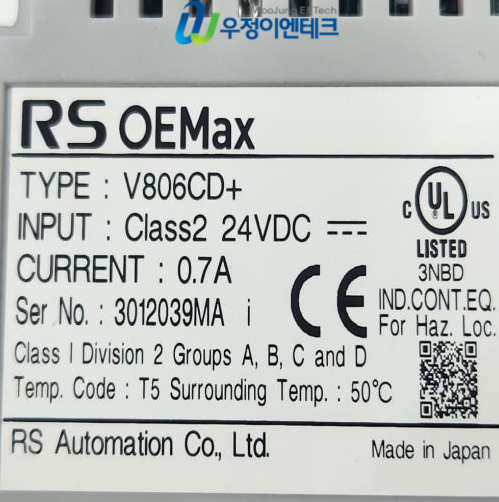 WooJung EnTech
우정이엔테크
RS OEMax
TYPE : V806CD+
INPUT : Class2 24VDC
CURRENT : 0.7A
Ser No. : 3012039MA i
C UL US
LISTED
3NBD
CE
IND.CONT.EQ.
For Haz. Loc.
Class I Division 2 Groups A, B, C and D
Temp. Code : T5 Surrounding Temp. : 50℃
RS Automation Co., Ltd.
Made in Japan